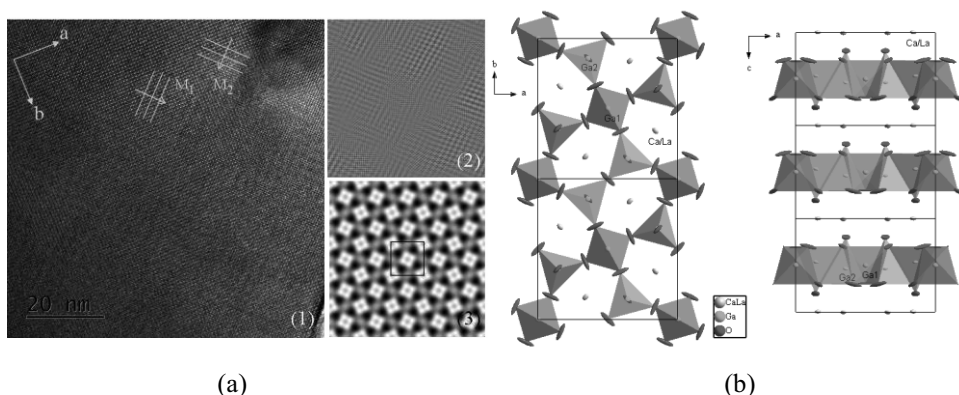 a
b
M1
M2
20 nm
(1)
(2)
(3)
(a)
b
a
Ga2
Ga1
Ca/La
CaLa
Ga
O
a
c
Ca/La
Ga2
Ga1
(b)